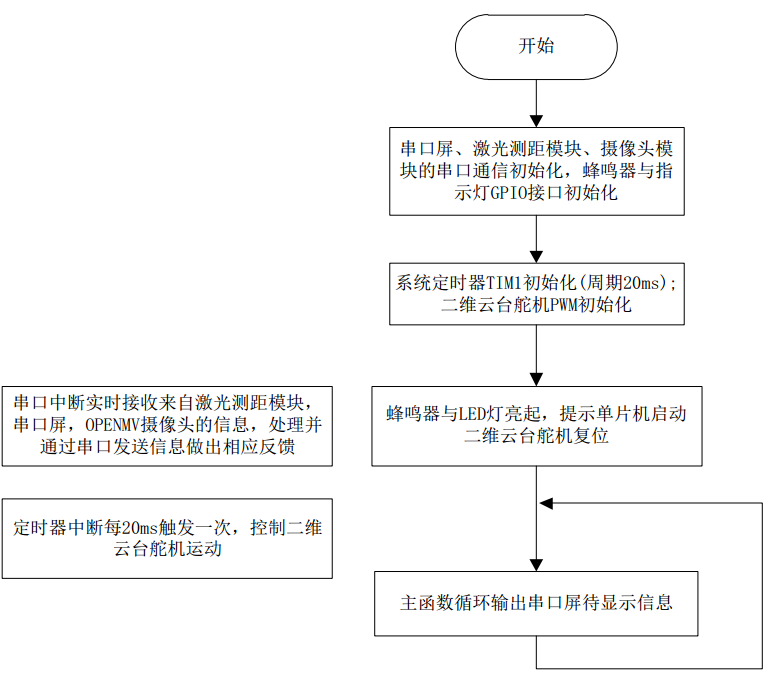 开始
串口屏、激光测距模块、摄像头模
块的串口通信初始化，蜂鸣器与指
示灯GPIO接口初始化
系统定时器TIM1初始化(周期20ms);
二维云台舵机PWM初始化
串口中断实时接收来自激光测距模块，
串口屏，OPENMV摄像头的信息，处理并
通过串口发送信息做出相应反馈
蜂鸣器与LED灯亮起，提示单片机启动
二维云台舵机复位
定时器中断每20ms触发一次，控制二维
云台舵机运动
主函数循环输出串口屏待显示信息